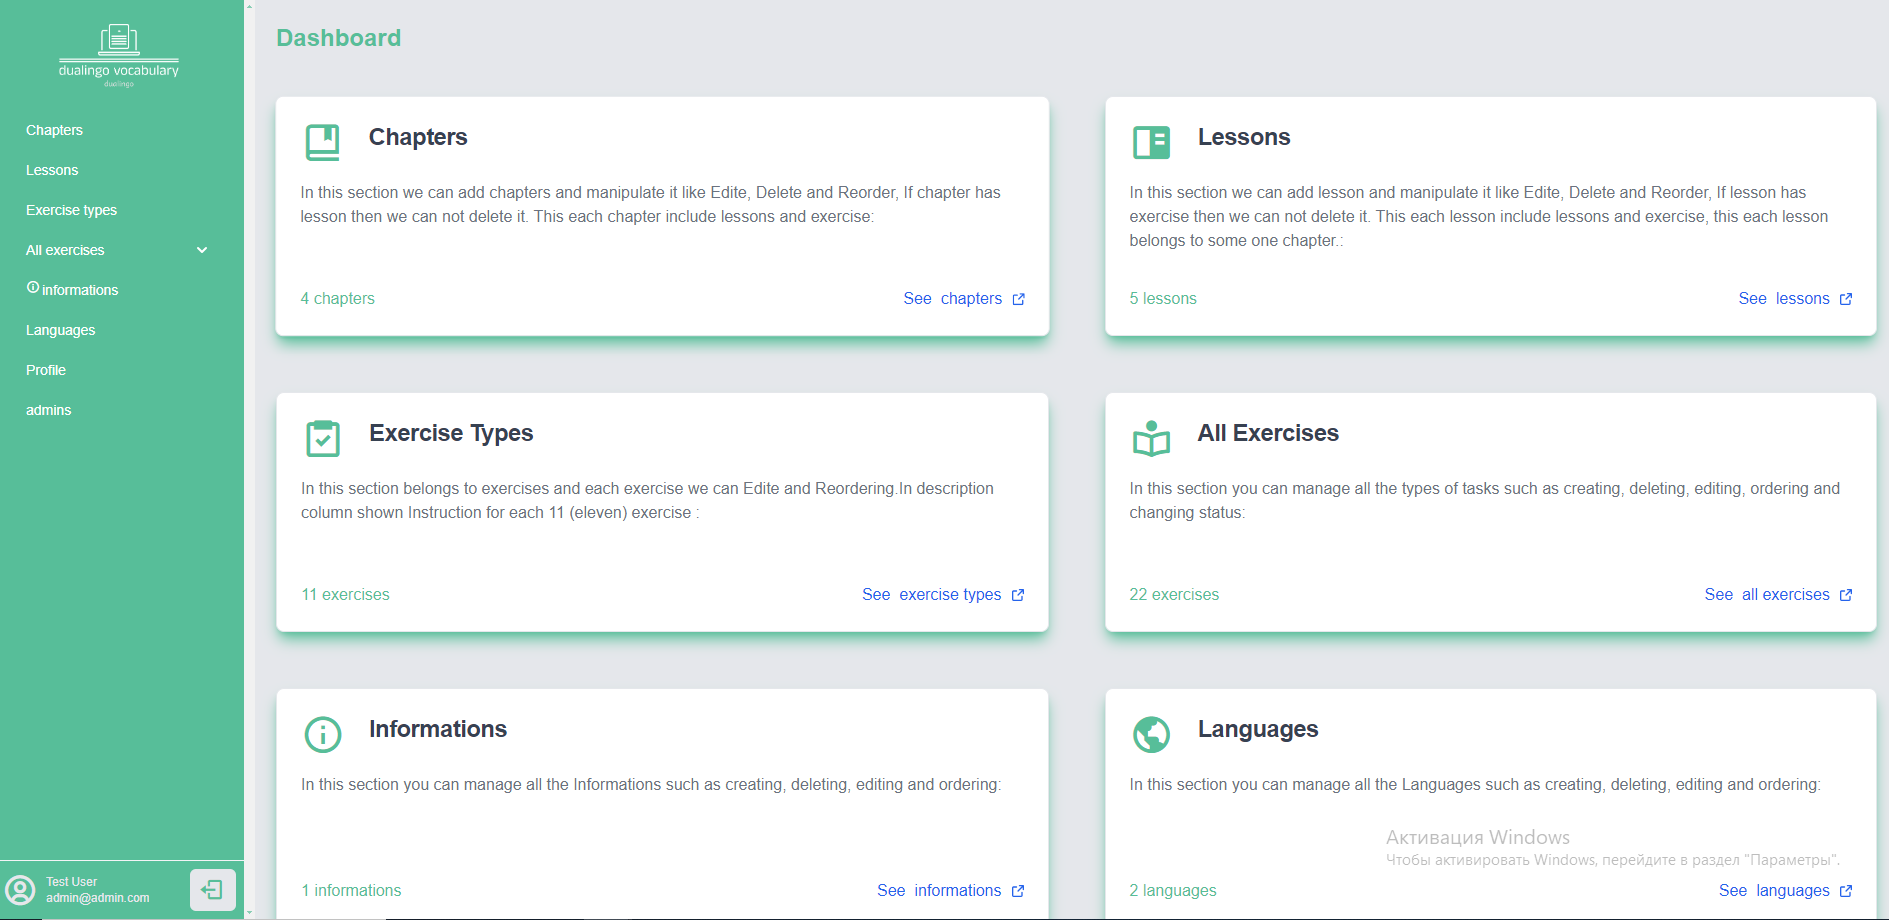 dualingo vocabulary
dualingo
Chapters
Lessons
Exercise types
All exercises
informations
Languages
Profile
admins
Test User
admin@admin.com
Dashboard
Chapters
In this section we can add chapters and manipulate it like Edite, Delete and Reorder, If chapter has
lesson then we can not delete it. This each chapter include lessons and exercise:
4 chapters
See chapters
Lessons
In this section we can add lesson and manipulate it like Edite, Delete and Reorder, If lesson has
exercise then we can not delete it. This each lesson include lessons and exercise, this each lesson
belongs to some one chapter.:
5 lessons
See lessons
Exercise Types
In this section belongs to exercises and each exercise we can Edite and Reordering.In description
column shown Instruction for each 11 (eleven) exercise :
11 exercises
See exercise types
All Exercises
In this section you can manage all the types of tasks such as creating, deleting, editing, ordering and
changing status:
22 exercises
See all exercises
Informations
In this section you can manage all the Informations such as creating, deleting, editing and ordering:
1 informations
See informations
Languages
In this section you can manage all the Languages such as creating, deleting, editing and ordering:
Активация Windows
Чтобы активировать Windows, перейдите в раздел "Параметры".
2 languages
See languages